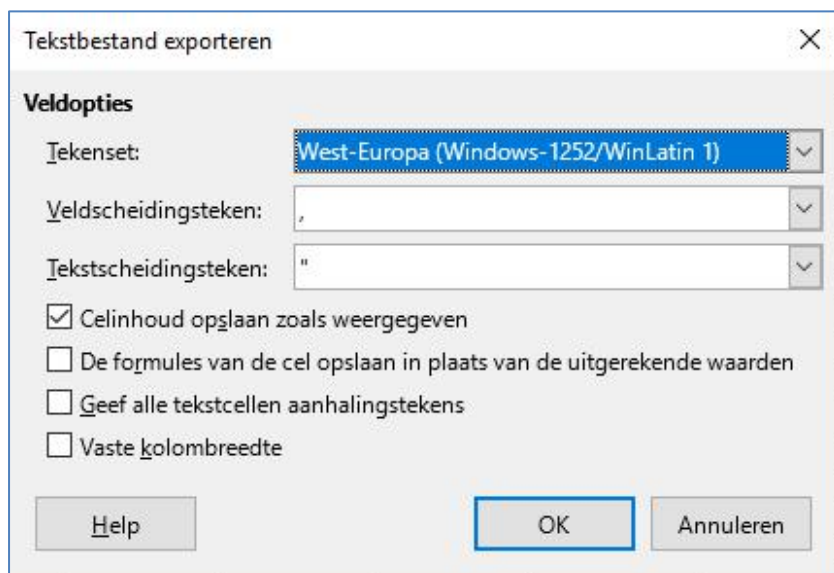 Tekstbestand exporteren
Veldopties
Tekenset: West-Europa (Windows-1252/WinLatin 1)
Veldscheidingsteken: ,
Tekstscheidingsteken: "
Celinhoud opslaan zoals weergegeven
De formules van de cel opslaan in plaats van de uitgerekende waarden
Geef alle tekstcellen aanhalingstekens
Vaste kolombreedte
Help OK Annuleren